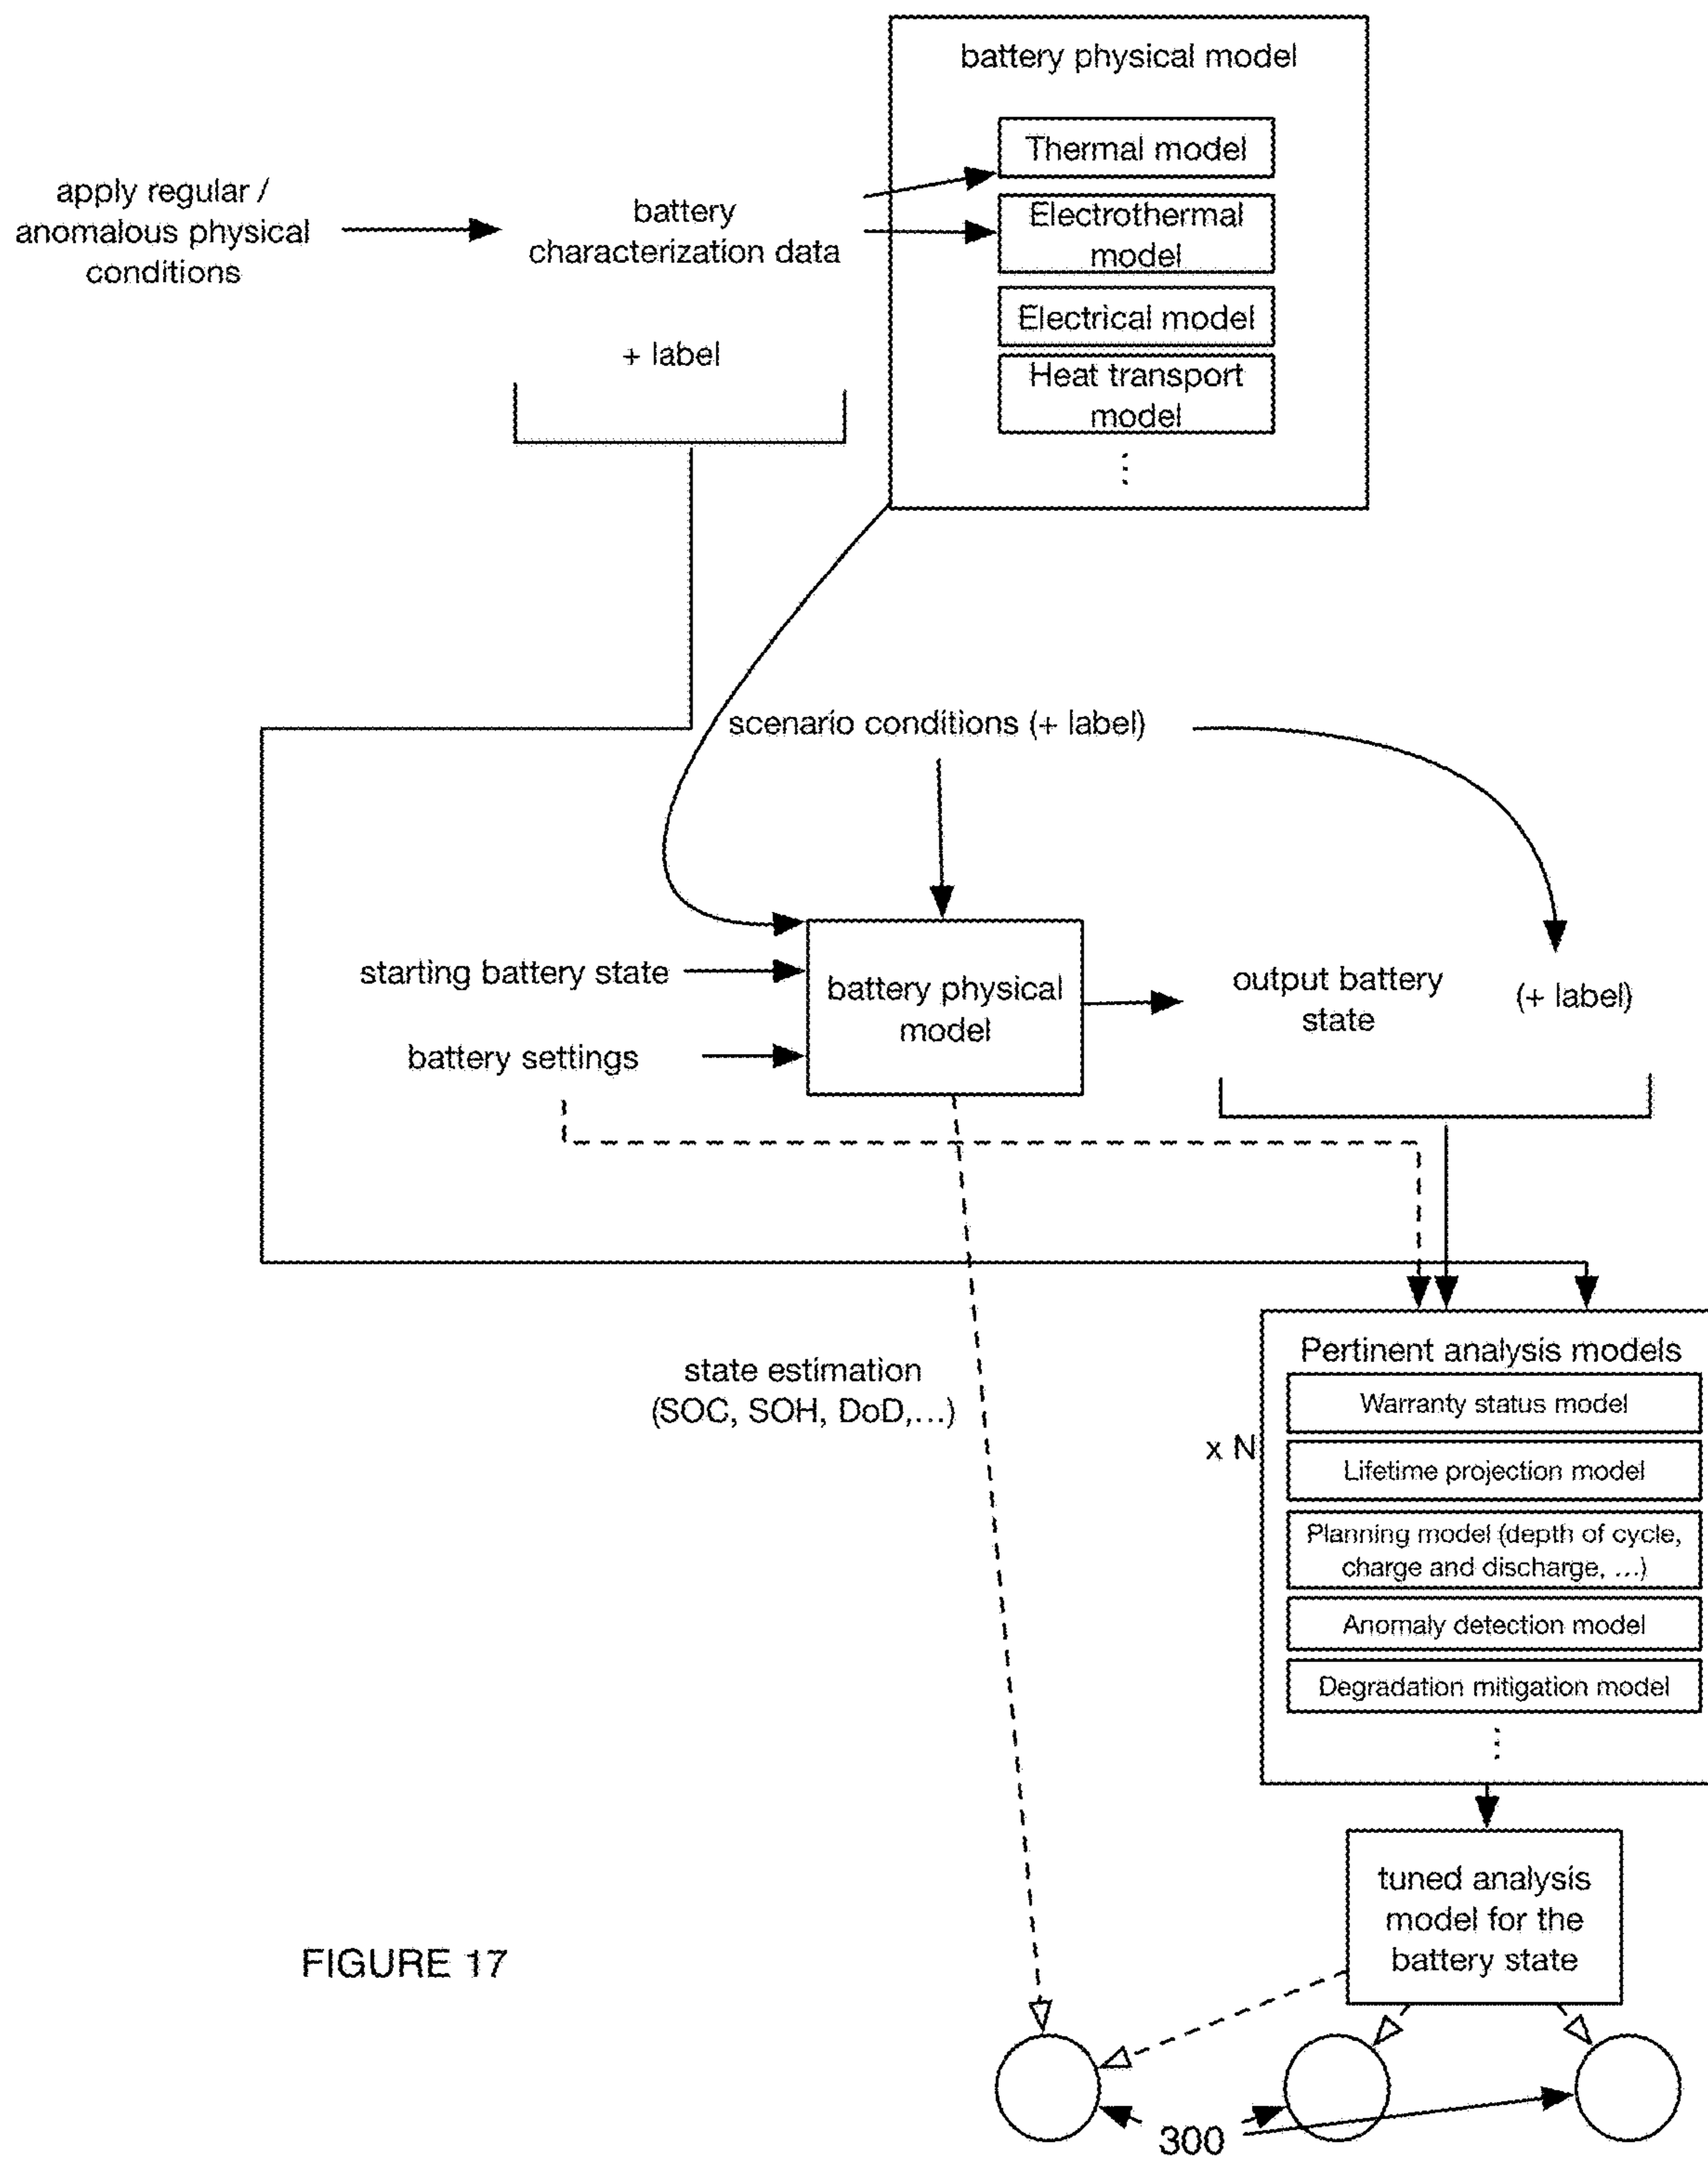 battery physical model
Thermal model
Electrothermal
model
Electrical model
Heat transport
model
⋮
apply regular /
anomalous physical
conditions
battery
characterization data
+ label
scenario conditions (+ label)
starting battery state
battery settings
battery physical
model
output battery
state
(+ label)
state estimation
(SOC, SOH, DoD,...)
x N
Pertinent analysis models
Warranty status model
Lifetime projection model
Planning model (depth of cycle,
charge and discharge, ...)
Anomaly detection model
Degradation mitigation model
⋮
tuned analysis
model for the
battery state
FIGURE 17
300